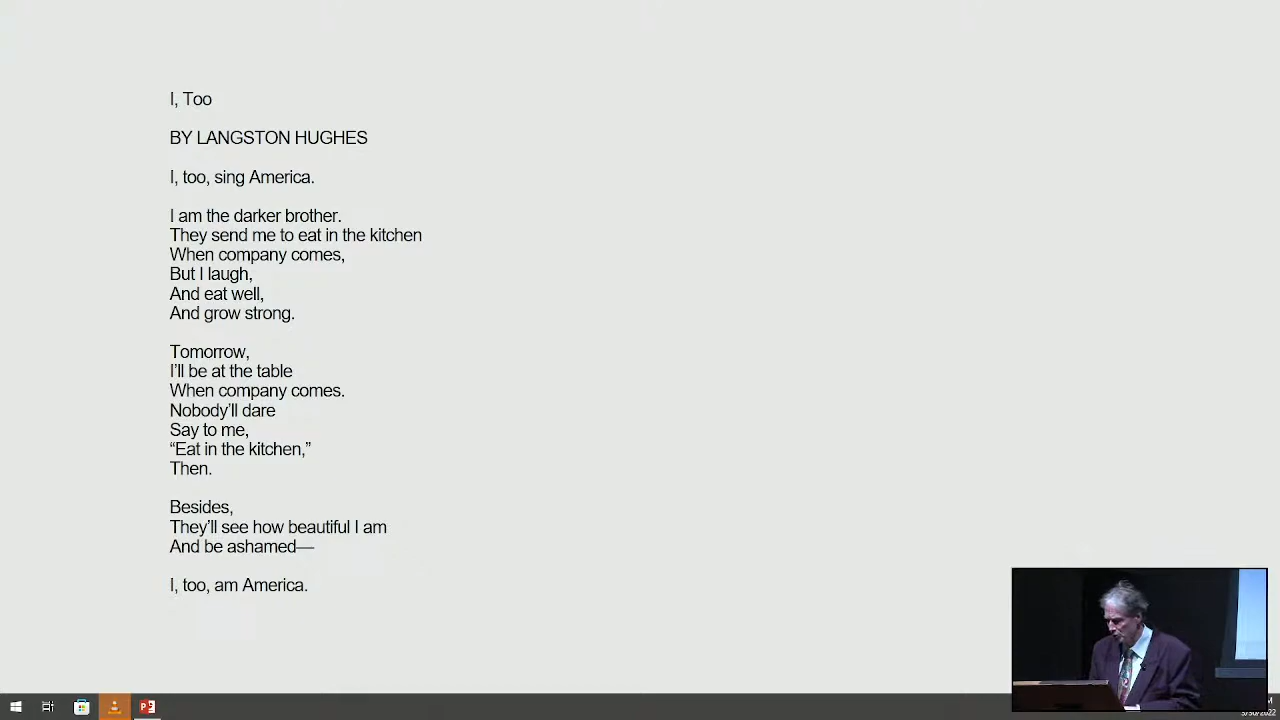 I, Too
BY LANGSTON HUGHES
I, too, sing America.
I am the darker brother.
They send me to eat in the kitchen
When company comes,
But I laugh,
And eat well,
And grow strong.
Tomorrow,
I’ll be at the table
When company comes.
Nobody’ll dare
Say to me,
“Eat in the kitchen,”
Then.
Besides,
They’ll see how beautiful I am
And be ashamed—
I, too, am America.